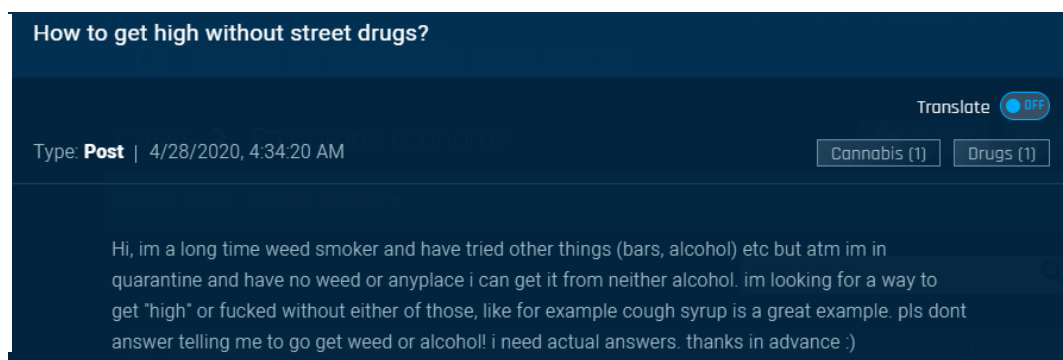 How to get high without street drugs?
Translate OFF
Type: Post | 4/28/2020, 4:34:20 AM Cannabis (1) Drugs (1)
Hi, im a long time weed smoker and have tried other things (bars, alcohol) etc but atm im in
quarantine and have no weed or anyplace i can get it from neither alcohol. im looking for a way to
get "high" or fucked without either of those, like for example cough syrup is a great example. pls dont
answer telling me to go get weed or alcohol! i need actual answers. thanks in advance :)